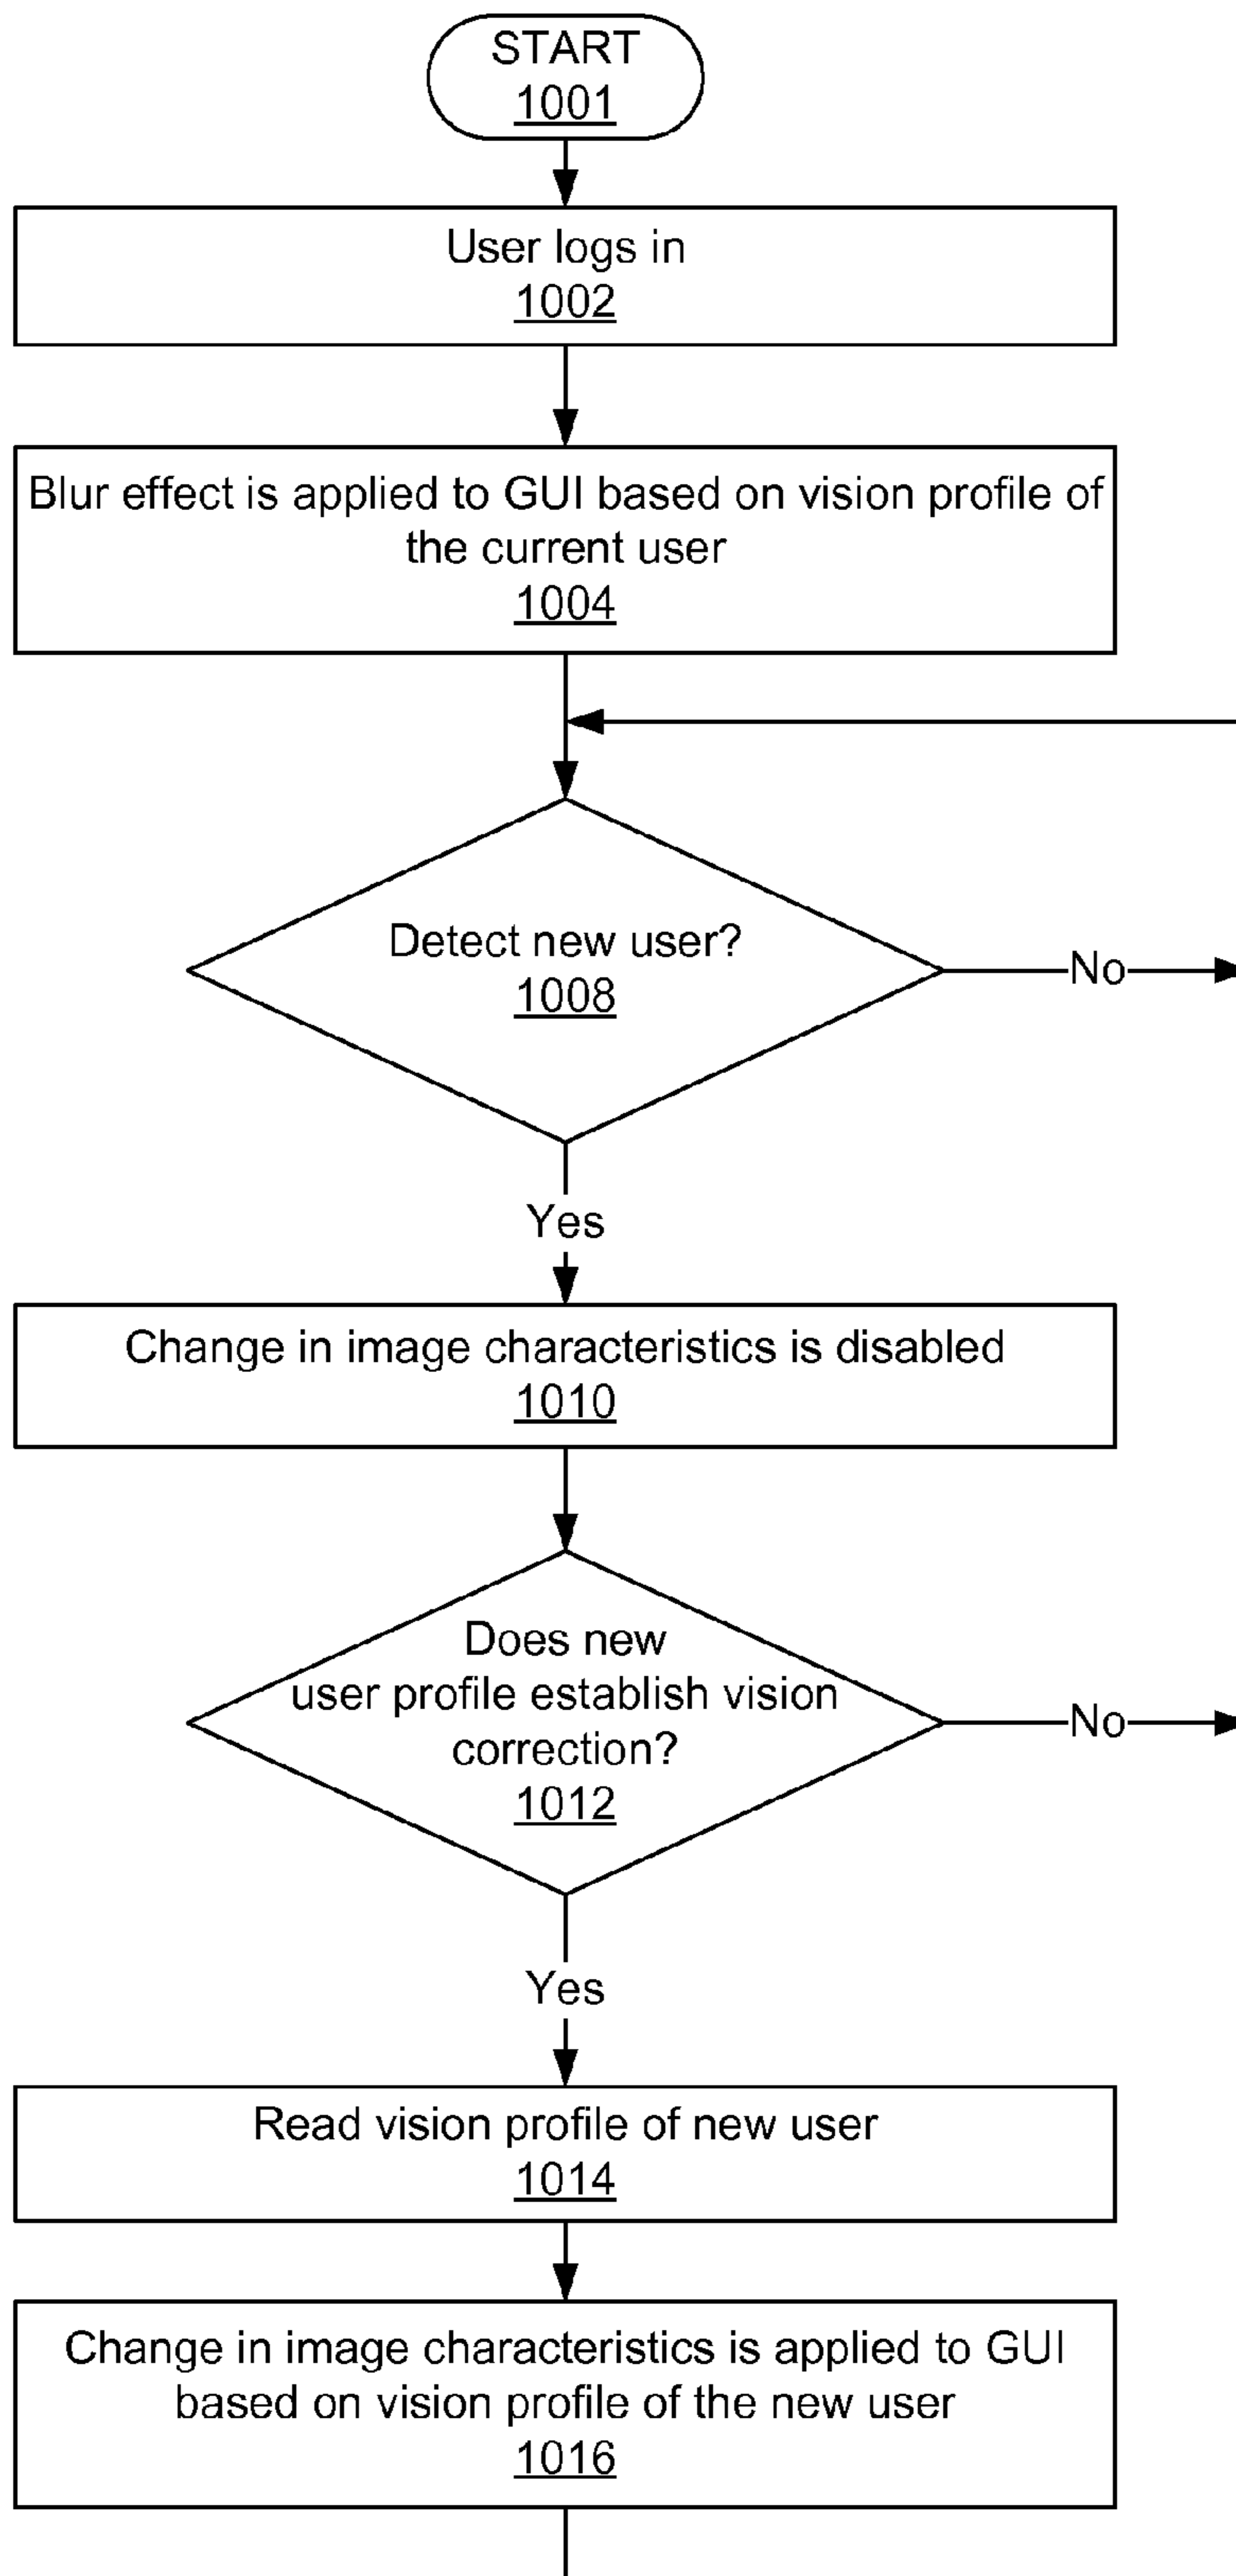 START
1001
User logs in
1002
Blur effect is applied to GUI based on vision profile of
the current user
1004
Detect new user?
1008
No
Yes
Change in image characteristics is disabled
1010
Does new
user profile establish vision
correction?
1012
No
Yes
Read vision profile of new user
1014
Change in image characteristics is applied to GUI
based on vision profile of the new user
1016